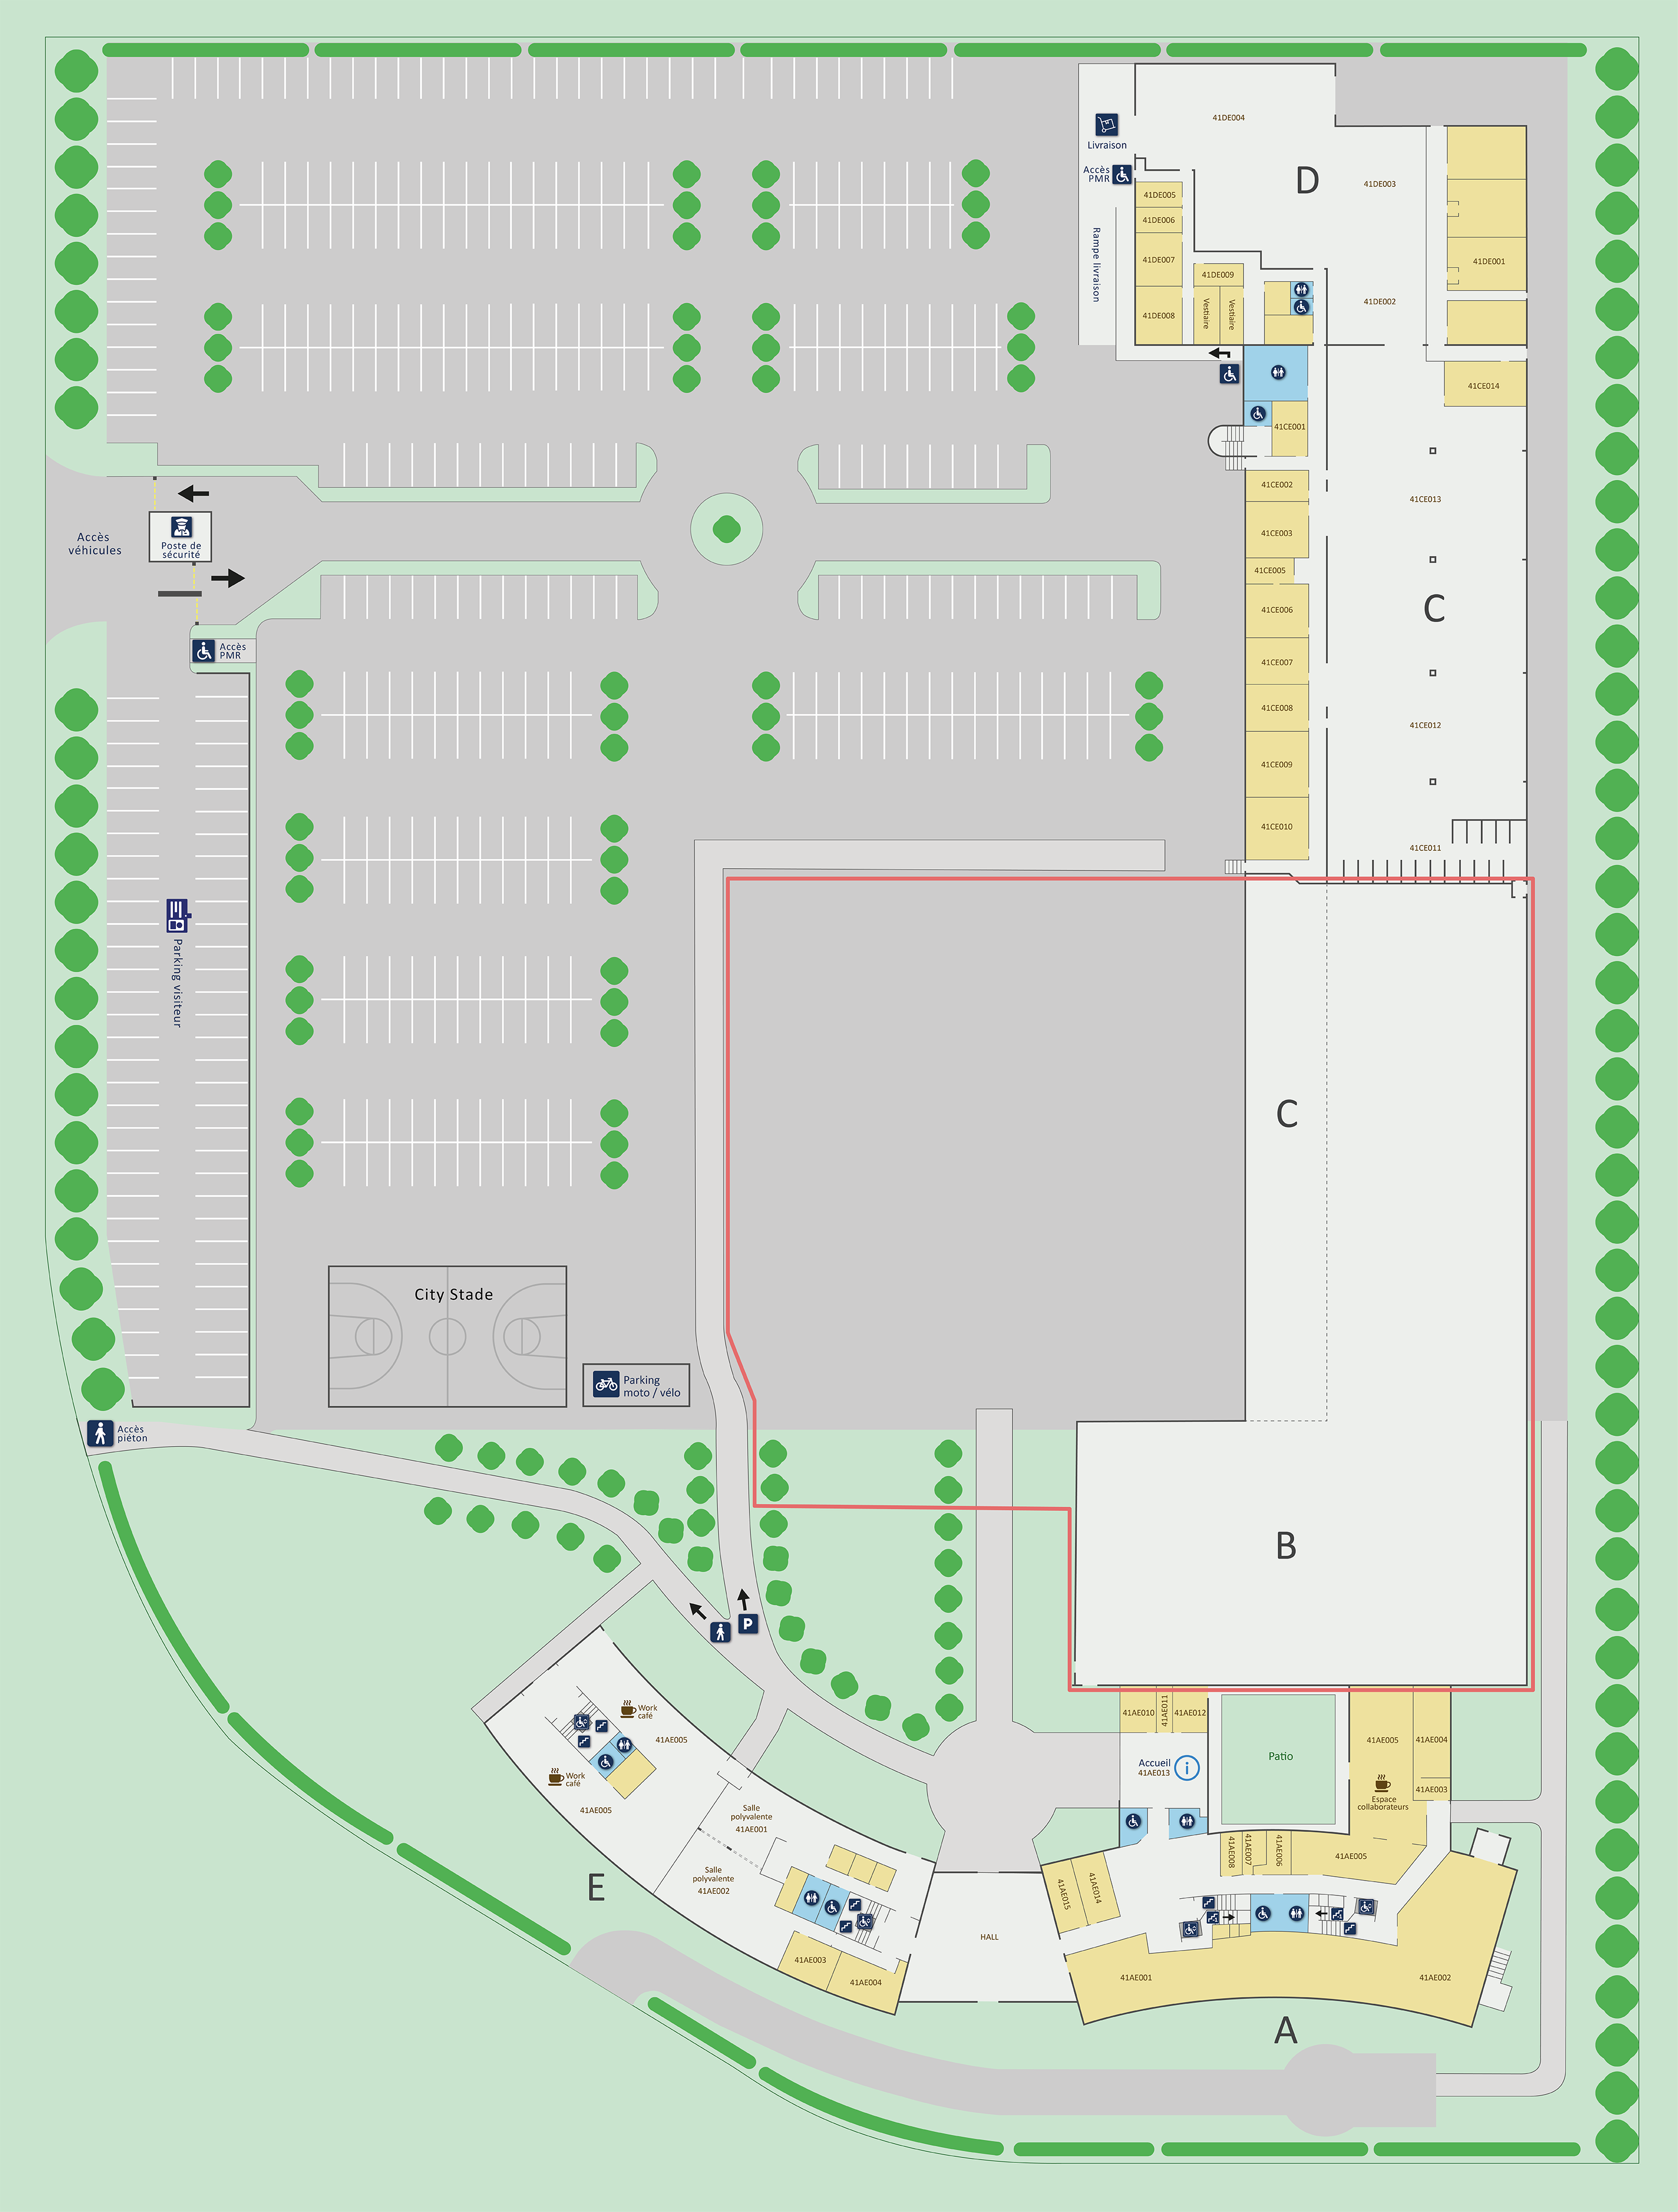 41DE004
Livraison
Accès
PMR
D
41DE003
41DE005
41DE006
Rampe livraison
41DE007
41DE009
41DE001
41DE008
Vestiaire
Vestiaire
41DE002
41CE014
41CE001
41CE002
41CE013
Accès
véhicules
Poste de
sécurité
41CE003
41CE005
41CE006
C
Accès
PMR
41CE007
41CE008
41CE012
41CE009
41CE010
41CE011
Parking visiteur
C
City Stade
Parking
moto / vélo
Accès
piéton
B
P
Work
café
41AE005
Work
café
41AE005
Salle
polyvalente
41AE001
Salle
polyvalente
41AE002
E
41AE003
41AE004
HALL
41AE010
41AE011
41AE012
Accueil
41AE013
i
Patio
41AE005
41AE004
41AE003
Espace
collaborateurs
41AE008
41AE007
41AE006
41AE005
41AE015
41AE014
41AE001
41AE002
A